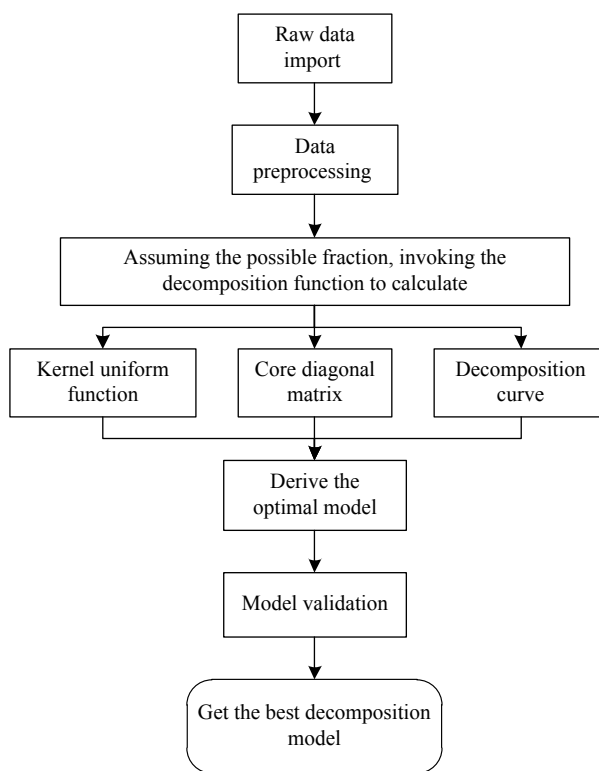 Raw data
import
Data
preprocessing
Assuming the possible fraction, invoking the
decomposition function to calculate
Kernel uniform
function
Core diagonal
matrix
Decomposition
curve
Derive the
optimal model
Model validation
Get the best decomposition
model